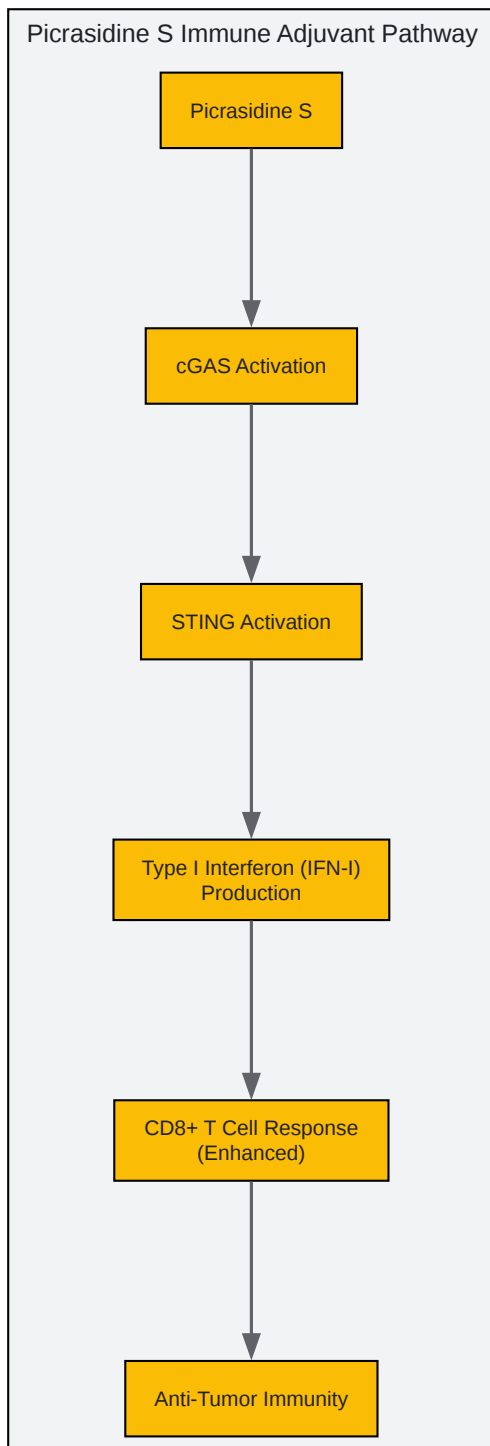 Picrasidine S Immune Adjuvant Pathway
Picrasidine S
cGAS Activation
STING Activation
Type I Interferon (IFN-I)
Production
CD8+ T Cell Response
(Enhanced)
Anti-Tumor Immunity